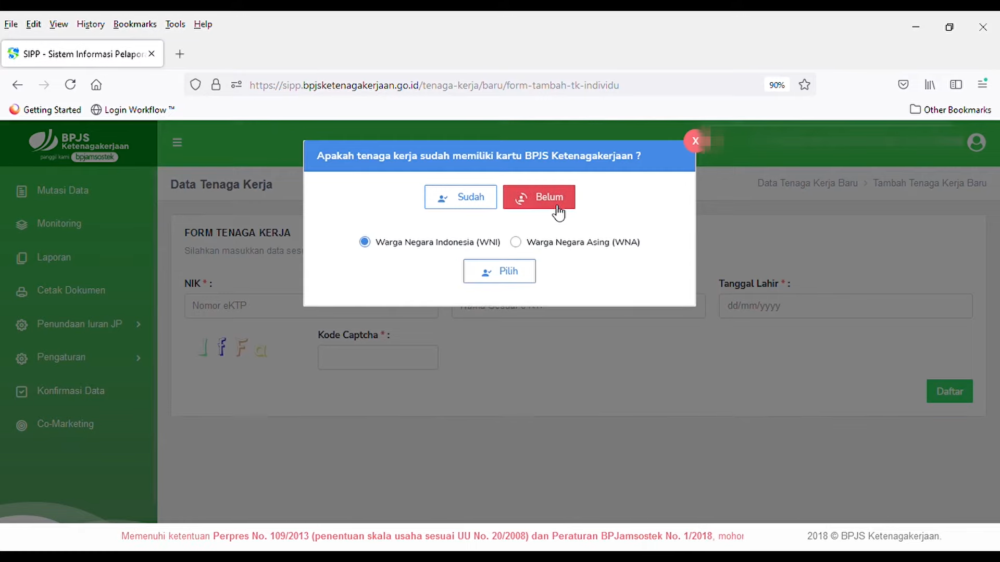 File Edit View History Bookmarks Tools Help
SIPP - Sistem Informasi Pelapor
https://sipp.bpjsketenagakerjaan.go.id/tenaga-kerja/baru/form-tambah-tk-individu
90%
Getting Started
Login Workflow ™
Other Bookmarks
BPJS
Ketenagakerjaan
panggil kami bpjamsostek
X
Apakah tenaga kerja sudah memiliki kartu BPJS Ketenagakerjaan ?
Sudah
Belum
Warga Negara Indonesia (WNI)
Warga Negara Asing (WNA)
Pilih
Data Tenaga Kerja
Data Tenaga Kerja Baru > Tambah Tenaga Kerja Baru
Mutasi Data
Monitoring
Laporan
Cetak Dokumen
Penundaan Iuran JP
Pengaturan
Konfirmasi Data
Co-Marketing
FORM TENAGA KERJA
Silahkan masukkan data ses
NIK * :
Nomor eKTP
Tanggal Lahir * :
dd/mm/yyyy
J f F a
Kode Captcha * :
Daftar
Memenuhi ketentuan Perpres No. 109/2013 (penentuan skala usaha sesuai UU No. 20/2008) dan Peraturan BPJamsostek No. 1/2018, mohon
2018 © BPJS Ketenagakerjaan.